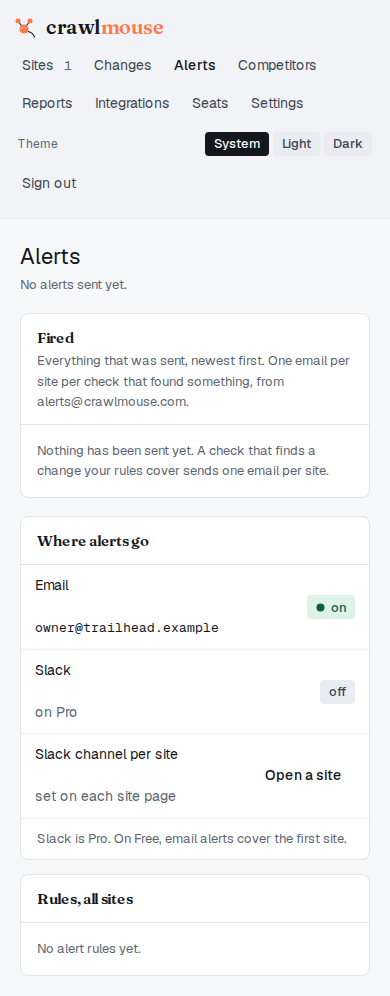 crawlmouse
Sites 1 Changes Alerts Competitors
Reports Integrations Seats Settings
Theme System Light Dark
Sign out
Alerts
No alerts sent yet.
Fired
Everything that was sent, newest first. One email per
site per check that found something, from
alerts@crawlmouse.com.
Nothing has been sent yet. A check that finds a
change your rules cover sends one email per site.
Where alerts go
Email
on
owner@trailhead.example
Slack
off
on Pro
Slack channel per site
Open a site
set on each site page
Slack is Pro. On Free, email alerts cover the first site.
Rules, all sites
No alert rules yet.